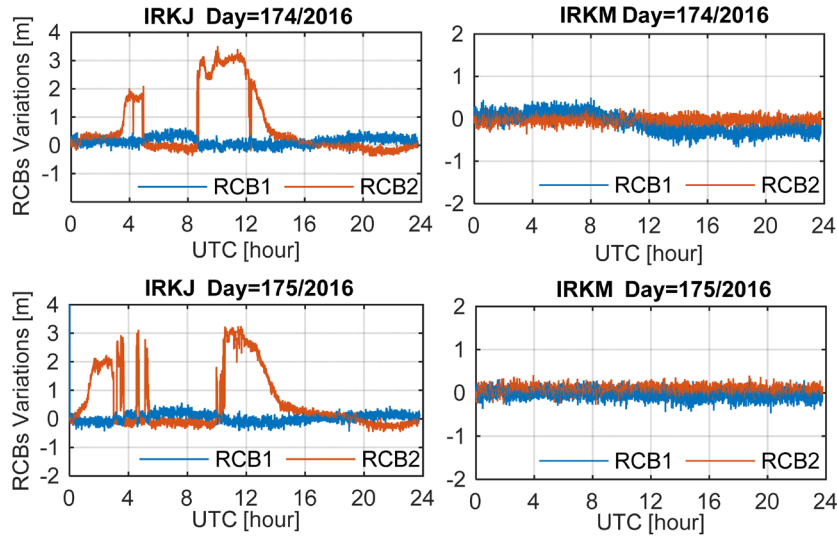 IRKJ Day=174/2016
RCBs Variations [m]
4
3
2
1
0
-1
RCB1 RCB2
0 4 8 12 16 20 24
UTC [hour]
IRKM Day=174/2016
2
1
0
-1
-2
RCB1 RCB2
0 4 8 12 16 20 24
UTC [hour]
IRKJ Day=175/2016
RCBs Variations [m]
4
3
2
1
0
-1
-2
RCB1 RCB2
0 4 8 12 16 20 24
UTC [hour]
IRKM Day=175/2016
2
1
0
-1
-2
RCB1 RCB2
0 4 8 12 16 20 24
UTC [hour]